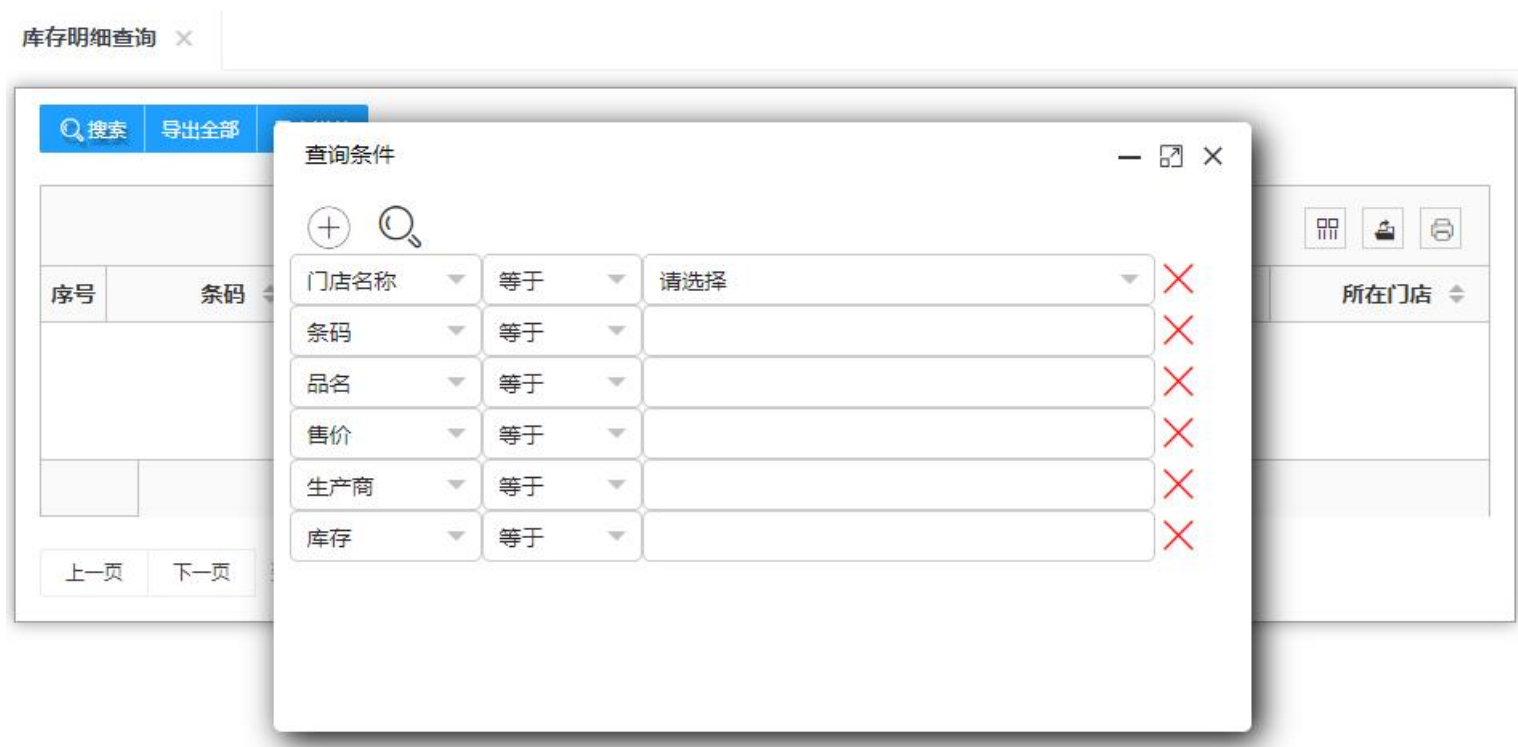 库存明细查询
搜索 导出全部
查询条件
序号 条码 所在门店
门店名称 等于 请选择
条码 等于
品名 等于
售价 等于
生产商 等于
库存 等于
上一页 下一页